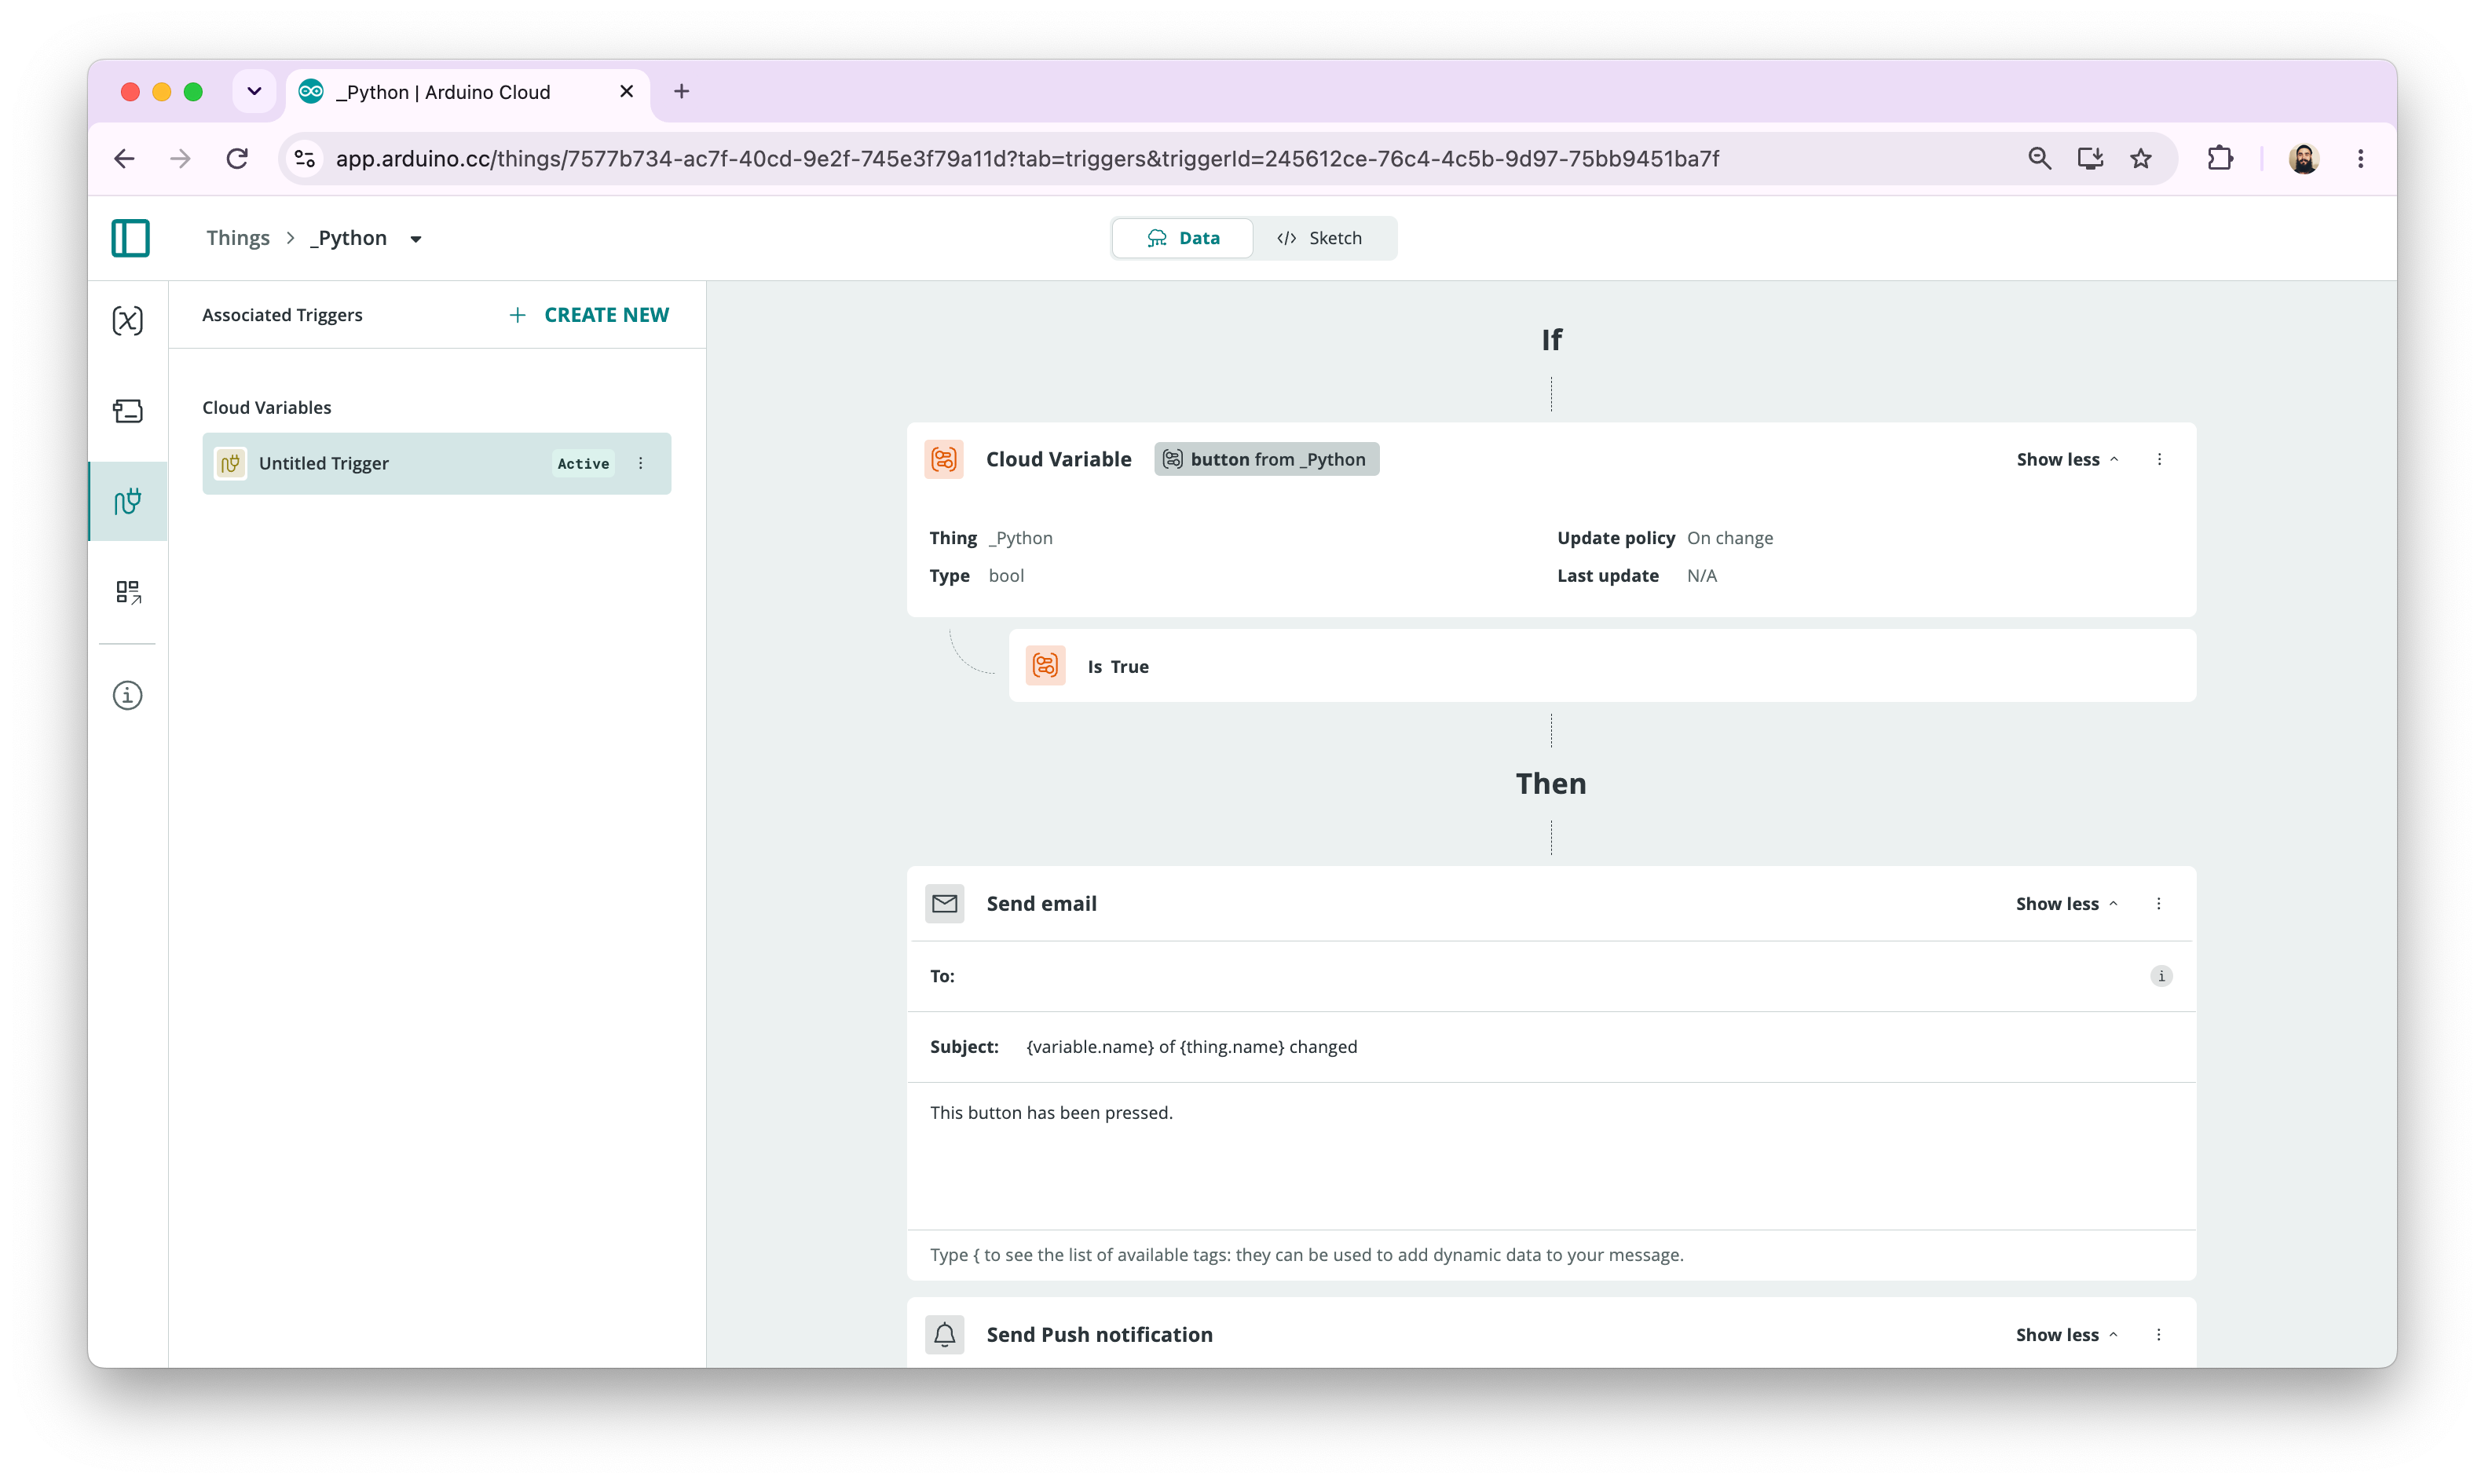 _Python | Arduino Cloud
app.arduino.cc/things/7577b734-ac7f-40cd-9e2f-745e3f79a11d?tab=triggers&triggerId=245612ce-76c4-4c5b-9d97-75bb9451ba7f
Things > _Python
Data
</> Sketch
Associated Triggers
+ CREATE NEW
Cloud Variables
Untitled Trigger Active
If
Cloud Variable button from _Python Show less
Thing _Python Update policy On change
Type bool Last update N/A
Is True
Then
Send email Show less
To: i
Subject: {variable.name} of {thing.name} changed
This button has been pressed.
Type { to see the list of available tags: they can be used to add dynamic data to your message.
Send Push notification Show less